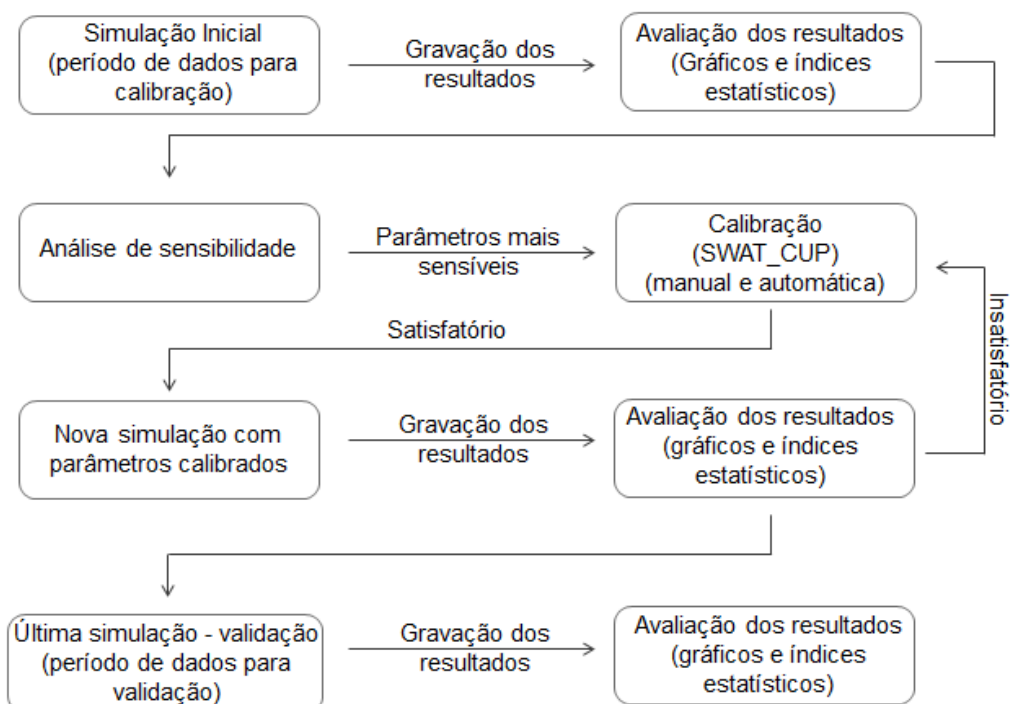 Simulação Inicial
(período de dados para
calibração)
Gravação dos
resultados
Avaliação dos resultados
(Gráficos e índices
estatísticos)
Análise de sensibilidade
Parâmetros mais
sensíveis
Calibração
(SWAT_CUP)
(manual e automática)
Satisfatório
Insatisfatório
Nova simulação com
parâmetros calibrados
Gravação dos
resultados
Avaliação dos resultados
(gráficos e índices
estatísticos)
Última simulação - validação
(período de dados para
validação)
Gravação dos
resultados
Avaliação dos resultados
(gráficos e índices
estatísticos)